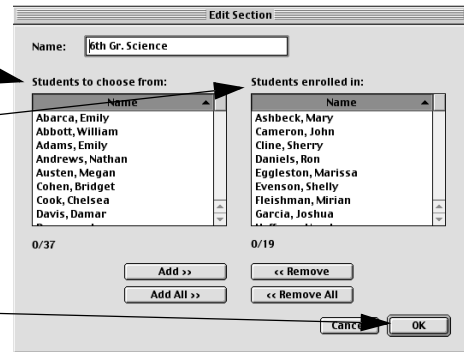 Edit Section
Name: 6th Gr. Science
Students to choose from:
Name
Abarca, Emily
Abbott, William
Adams, Emily
Andrews, Nathan
Austen, Megan
Cohen, Bridget
Cook, Chelsea
Davis, Damar
0/37
Students enrolled in:
Name
Ashbeck, Mary
Cameron, John
Cline, Sherry
Daniels, Ron
Eggleston, Marissa
Evenson, Shelly
Fleishman, Mirian
Garcia, Joshua
0/19
Add >> << Remove
Add All >> << Remove All
Cancel OK